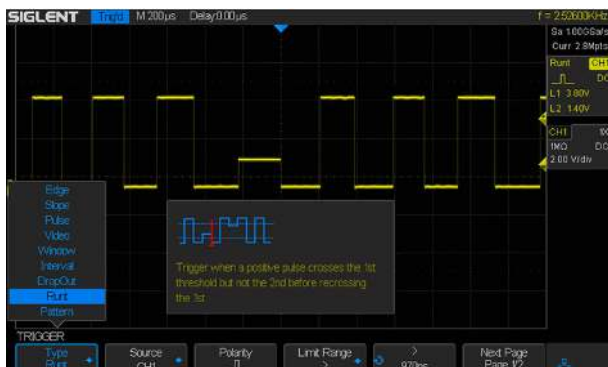 SIGLENT Trig'd M 200μs Delay:0.00μs f = 2.52600KHz
Sa 1.00GSa/s
Curr 2.8Mpts
Runt CH1
DC
L1 3.80V
L2 1.40V
CH1 1X
1MΩ DC
2.00 V/div
Edge
Slope
Pulse
Video
Window
Interval
DropOut
Runt
Pattern
Trigger when a positive pulse crosses the 1st
threshold but not the 2nd before recrossing
the 1st
TRIGGER
Type Source Polarity Limit Range > Next Page
Runt CH1 > 970ns Page 1/2